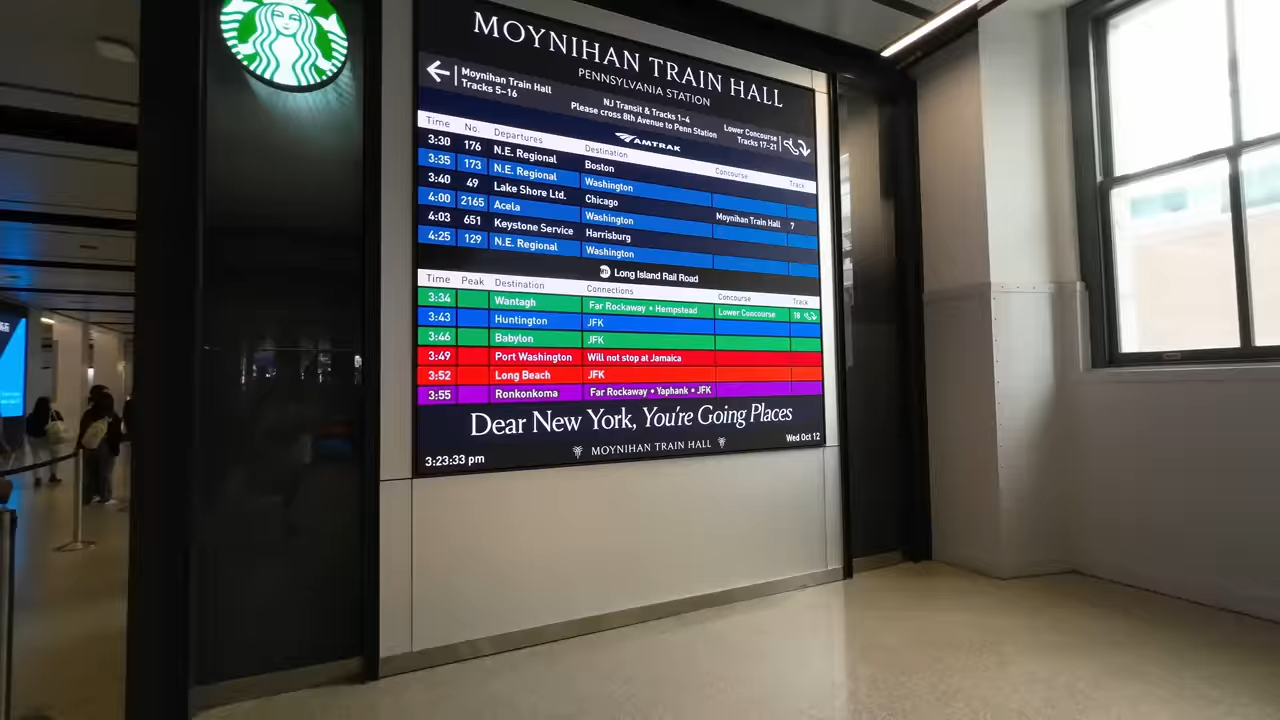 MOYNIHAN TRAIN HALL
PENNSYLVANIA STATION
Moynihan Train Hall
Tracks 5–16
NJ Transit & Tracks 1–4
Please cross 8th Avenue to Penn Station
Lower Concourse
Tracks 17–21
AMTRAK
Time No. Departures Destination Concourse Track
3:30 176 N.E. Regional Boston
3:35 173 N.E. Regional Washington
3:40 49 Lake Shore Ltd. Chicago Moynihan Train Hall 7
4:00 2165 Acela Washington
4:03 651 Keystone Service Harrisburg
4:25 129 N.E. Regional Washington
MTA Long Island Rail Road
Time Peak Destination Connections Concourse Track
3:34 Wantagh Far Rockaway • Hempstead Lower Concourse 18
3:43 Huntington JFK
3:46 Babylon JFK
3:49 Port Washington Will not stop at Jamaica
3:52 Long Beach JFK
3:55 Ronkonkoma Far Rockaway • Yaphank • JFK
Dear New York, You're Going Places
MOYNIHAN TRAIN HALL
3:23:33 pm
Wed Oct 12